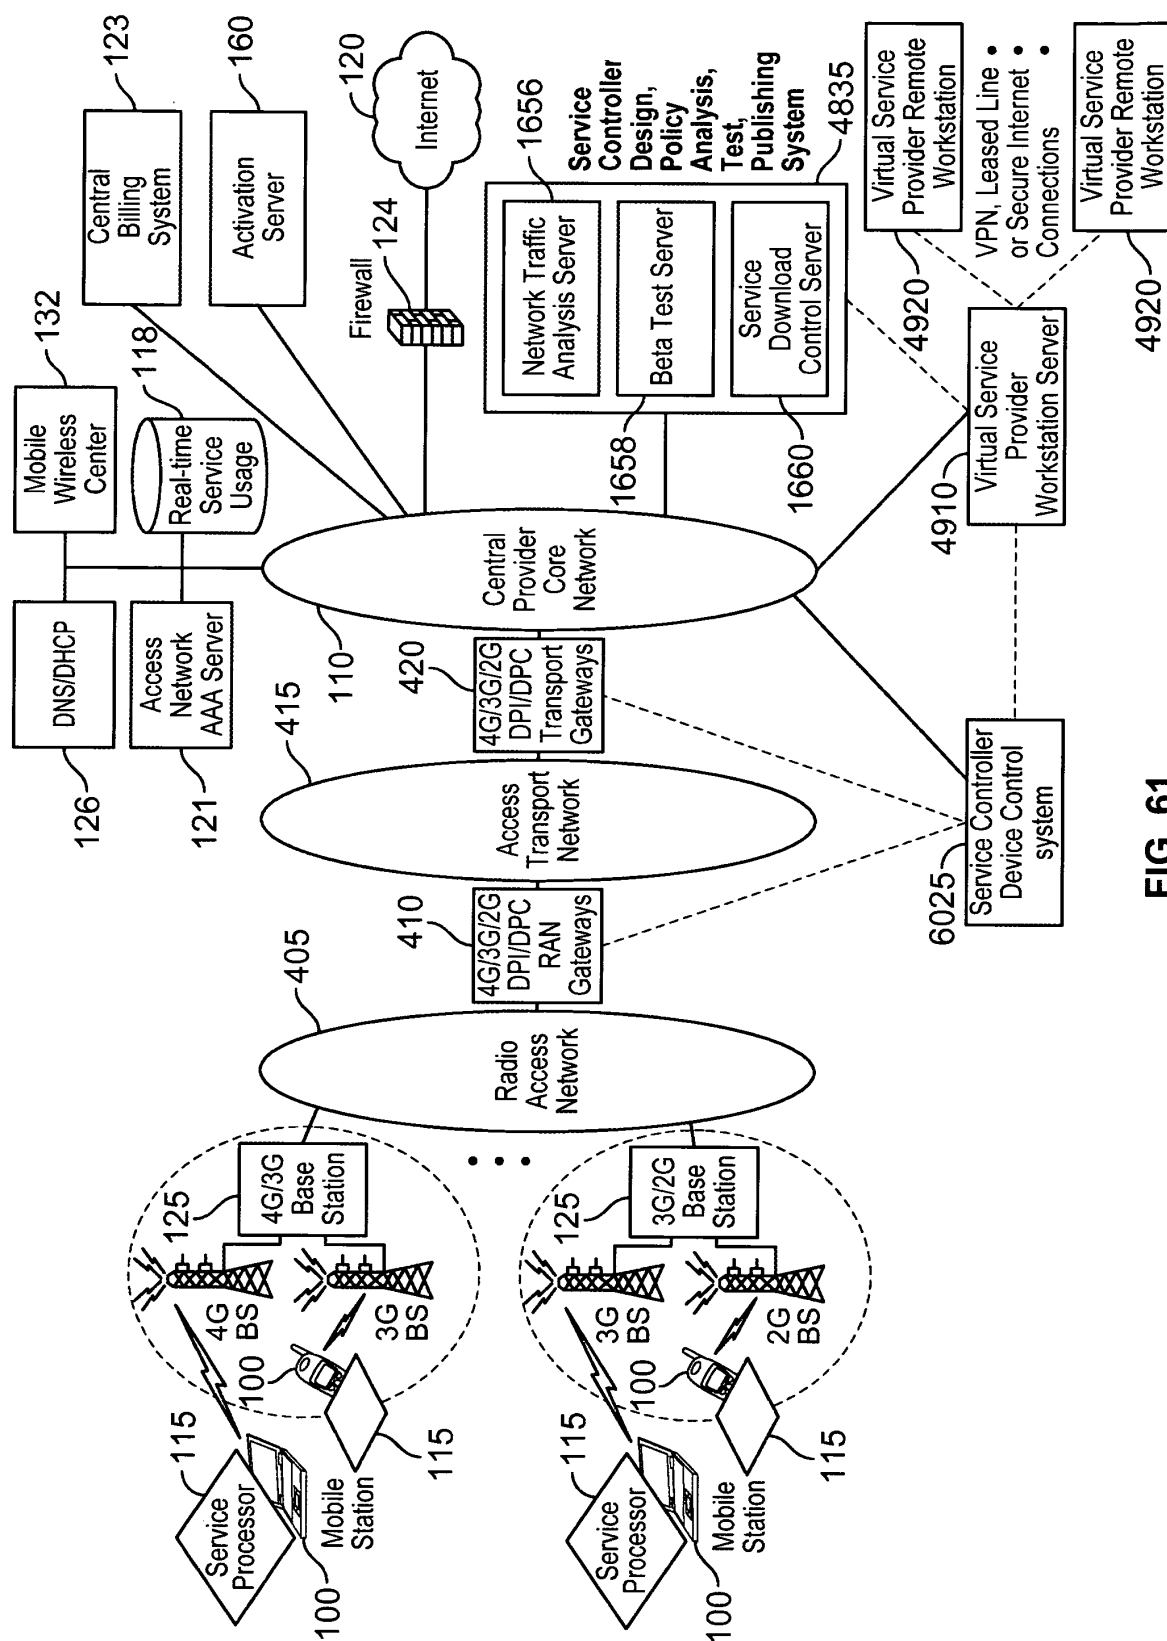 123
Central
Billing
System
160
Activation
Server
132
Mobile
Wireless
Center
118
Real-time
Service
Usage
DNS/DHCP
126
Access
Network
AAA Server
121
120
Internet
Firewall
124
1656
Network Traffic
Analysis Server
Beta Test Server
1658
Service
Download
Control Server
1660
Service
Controller
Design,
Policy
Analysis,
Test,
Publishing
System
4835
Central
Provider
Core
Network
110
420
4G/3G/2G
DPI/DPC
Transport
Gateways
415
Access
Transport
Network
410
4G/3G/2G
DPI/DPC
RAN
Gateways
405
Radio
Access
Network
125
4G/3G
Base
Station
4G
BS
3G
BS
100
115
Service
Processor
115
100
Mobile
Station
125
3G/2G
Base
Station
3G
BS
2G
BS
100
115
Service
Processor
115
100
Mobile
Station
Virtual Service
Provider Remote
Workstation
4920
VPN, Leased Line
or Secure Internet
Connections
Virtual Service
Provider Remote
Workstation
4920
4910
Virtual Service
Provider
Workstation Server
6025
Service Controller
Device Control
system
FIG. 61